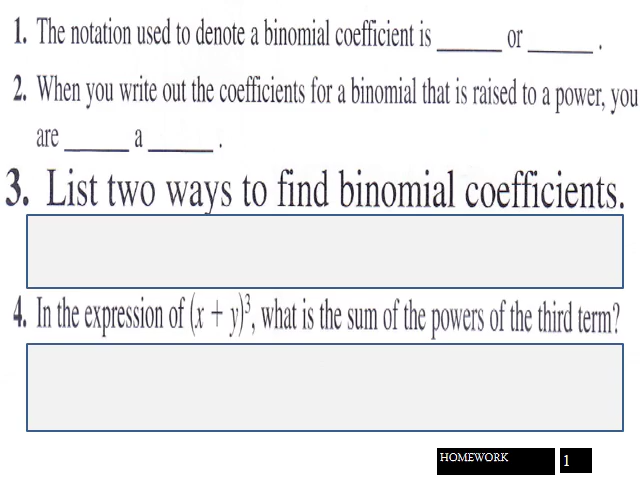 1. The notation used to denote a binomial coefficient is ______ or ______ .
2. When you write out the coefficients for a binomial that is raised to a power, you
are ______ a ______ .
3. List two ways to find binomial coefficients.
4. In the expression of (x + y)³, what is the sum of the powers of the third term?
HOMEWORK 1